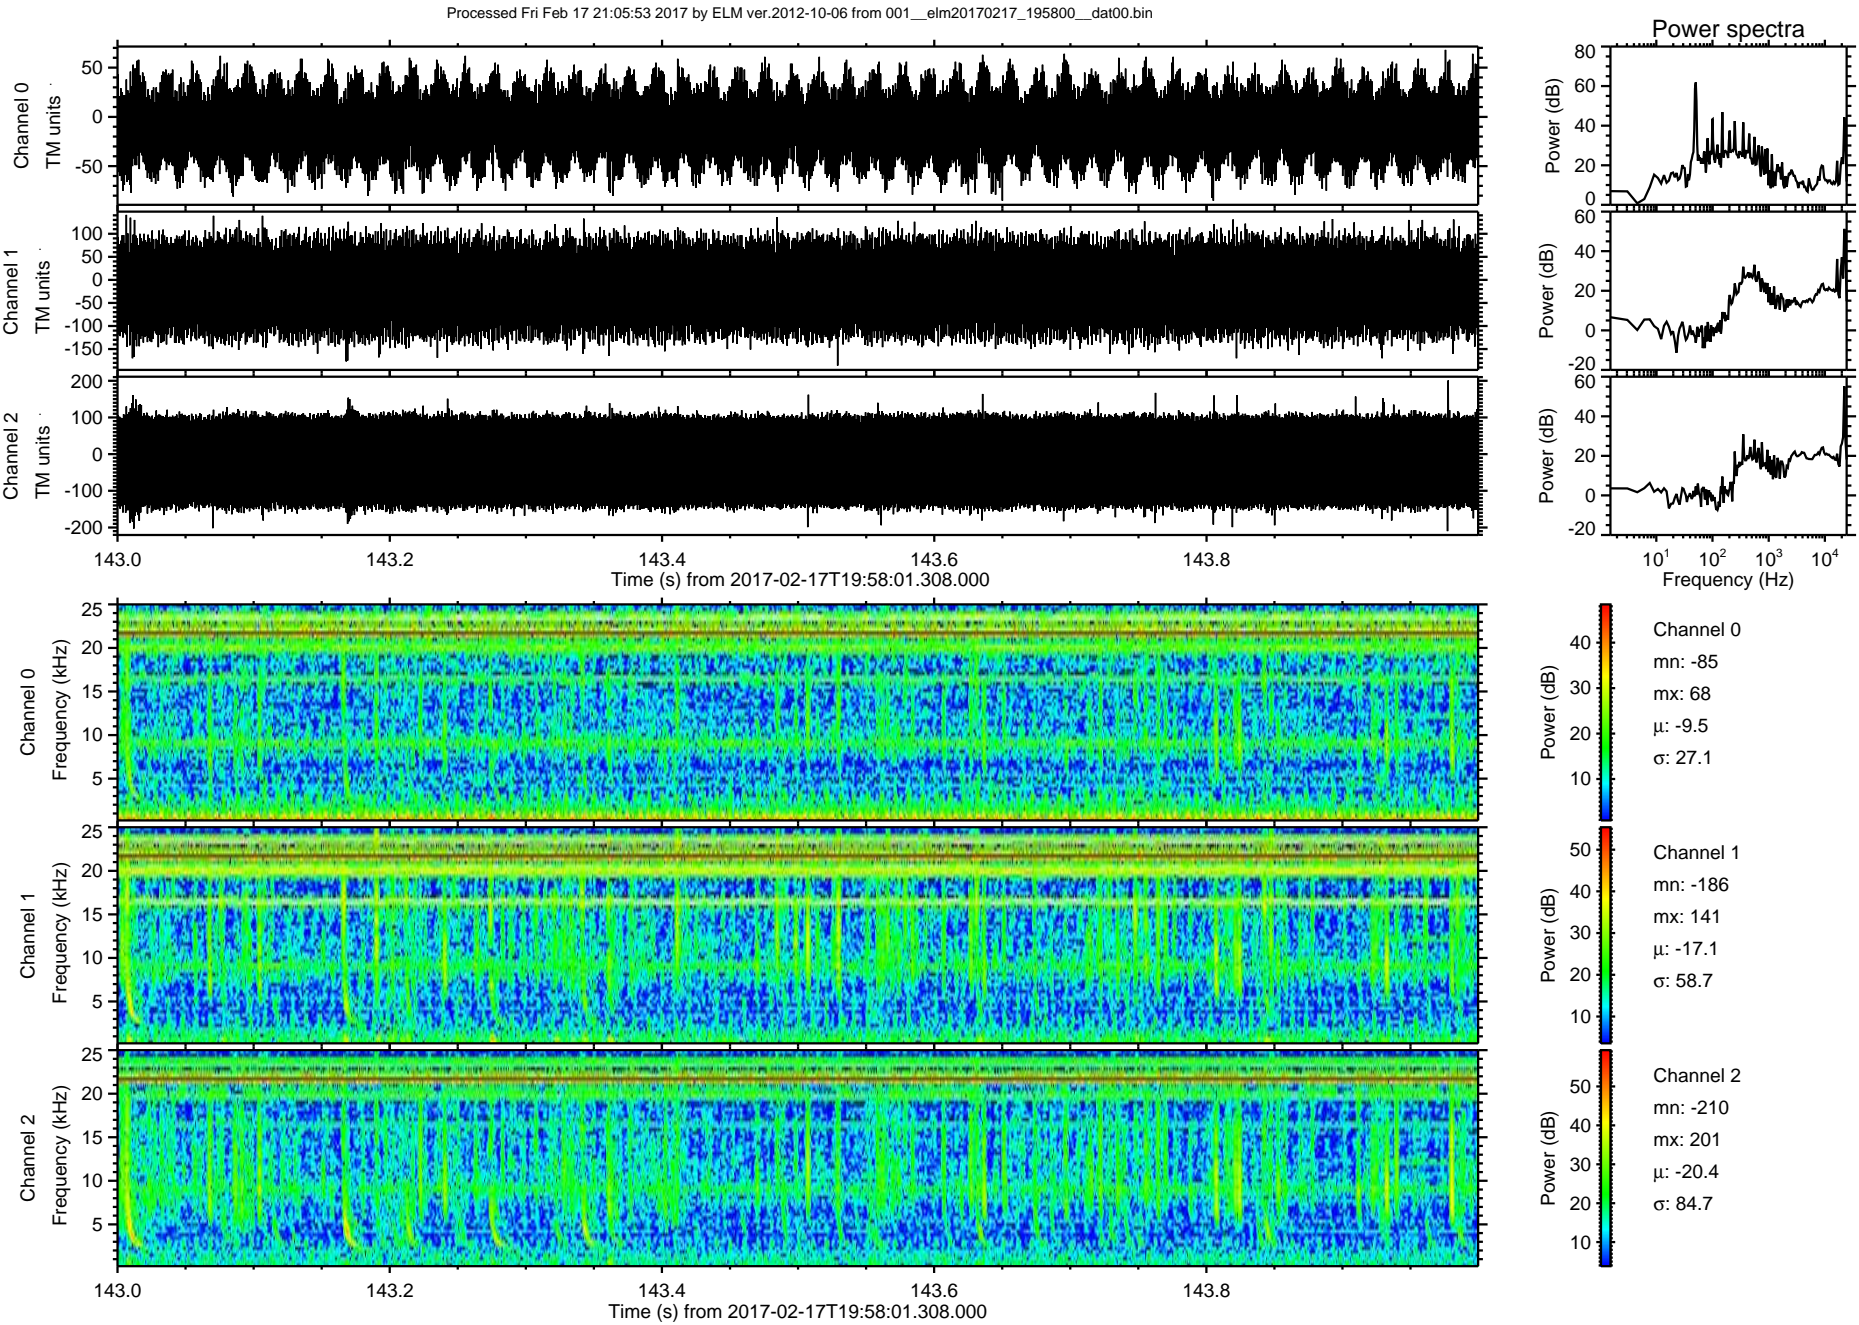 Processed Fri Feb 17 21:05:53 2017 by ELM ver.2012-10-06 from 001__elm20170217_195800__dat00.bin
Power spectra
Channel 0
TM units
50
0
-50
Power (dB)
80
60
40
20
0
Channel 1
TM units
100
50
0
-50
-100
-150
Power (dB)
60
40
20
0
-20
Channel 2
TM units
200
100
0
-100
-200
Power (dB)
60
40
20
0
-20
143.0 143.2 143.4 143.6 143.8
Time (s) from 2017-02-17T19:58:01.308.000
10^1 10^2 10^3 10^4
Frequency (Hz)
Channel 0
Frequency (kHz)
25
20
15
10
5
Power (dB)
40
30
20
10
Channel 0
mn: -85
mx: 68
μ: -9.5
σ: 27.1
Channel 1
Frequency (kHz)
25
20
15
10
5
Power (dB)
50
40
30
20
10
Channel 1
mn: -186
mx: 141
μ: -17.1
σ: 58.7
Channel 2
Frequency (kHz)
25
20
15
10
5
Power (dB)
50
40
30
20
10
Channel 2
mn: -210
mx: 201
μ: -20.4
σ: 84.7
143.0 143.2 143.4 143.6 143.8
Time (s) from 2017-02-17T19:58:01.308.000